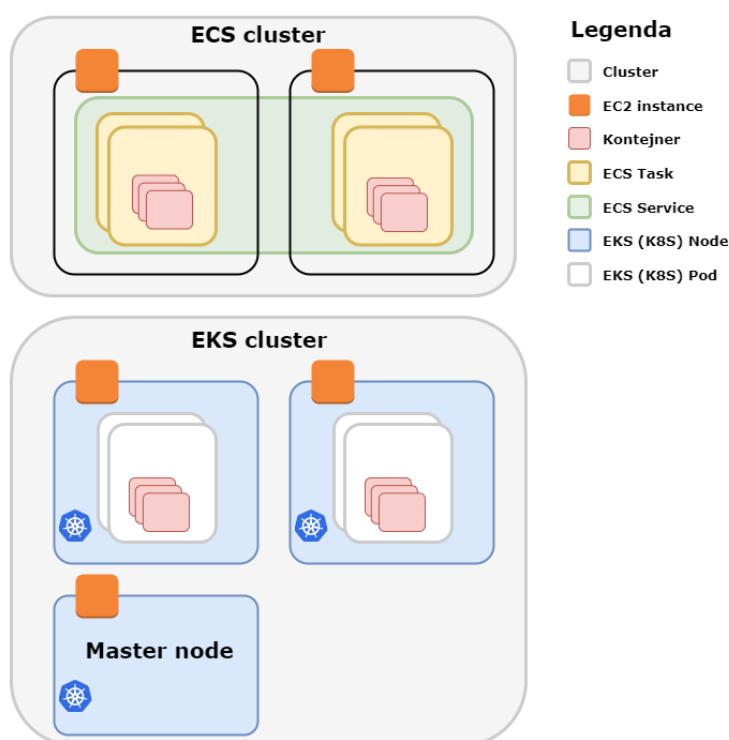 ECS cluster
Legenda
Cluster
EC2 instance
Kontejner
ECS Task
ECS Service
EKS (K8S) Node
EKS (K8S) Pod
EKS cluster
Master node